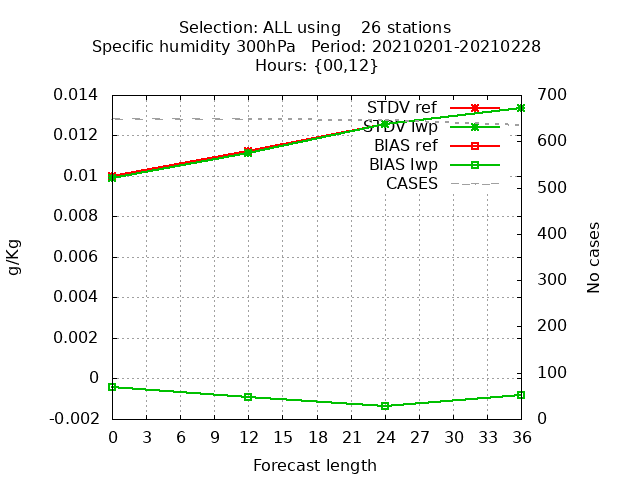 Selection: ALL using    26 stations
Specific humidity 300hPa   Period: 20210201-20210228
Hours: {00,12}
0.014
0.012
0.01
0.008
0.006
0.004
0.002
0
-0.002
g/Kg
STDV ref
STDV lwp
BIAS ref
BIAS lwp
CASES
700
600
500
400
300
200
100
0
No cases
0 3 6 9 12 15 18 21 24 27 30 33 36
Forecast length